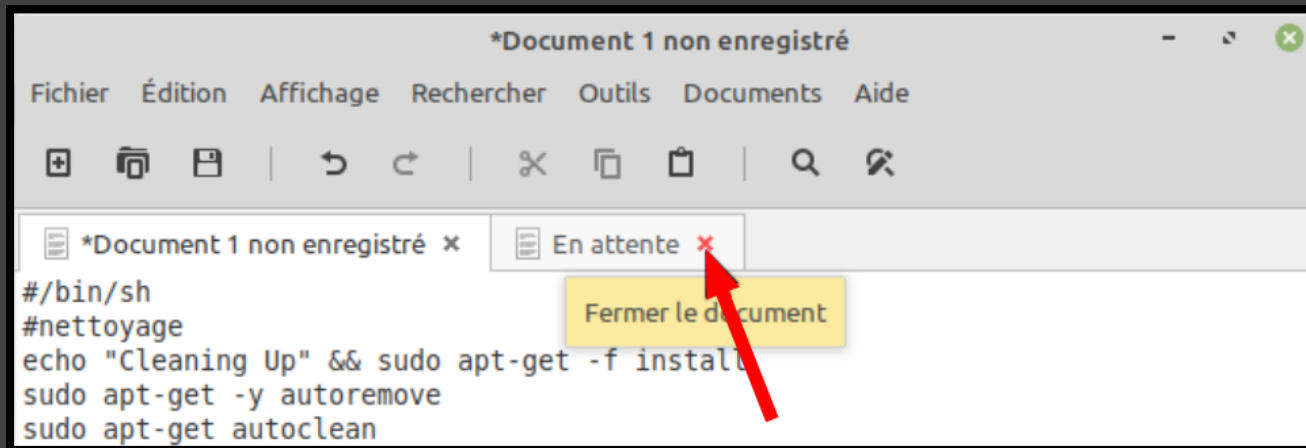 *Document 1 non enregistré
Fichier Édition Affichage Rechercher Outils Documents Aide
*Document 1 non enregistré En attente
Fermer le document
#/bin/sh
#nettoyage
echo "Cleaning Up" && sudo apt-get -f install
sudo apt-get -y autoremove
sudo apt-get autoclean